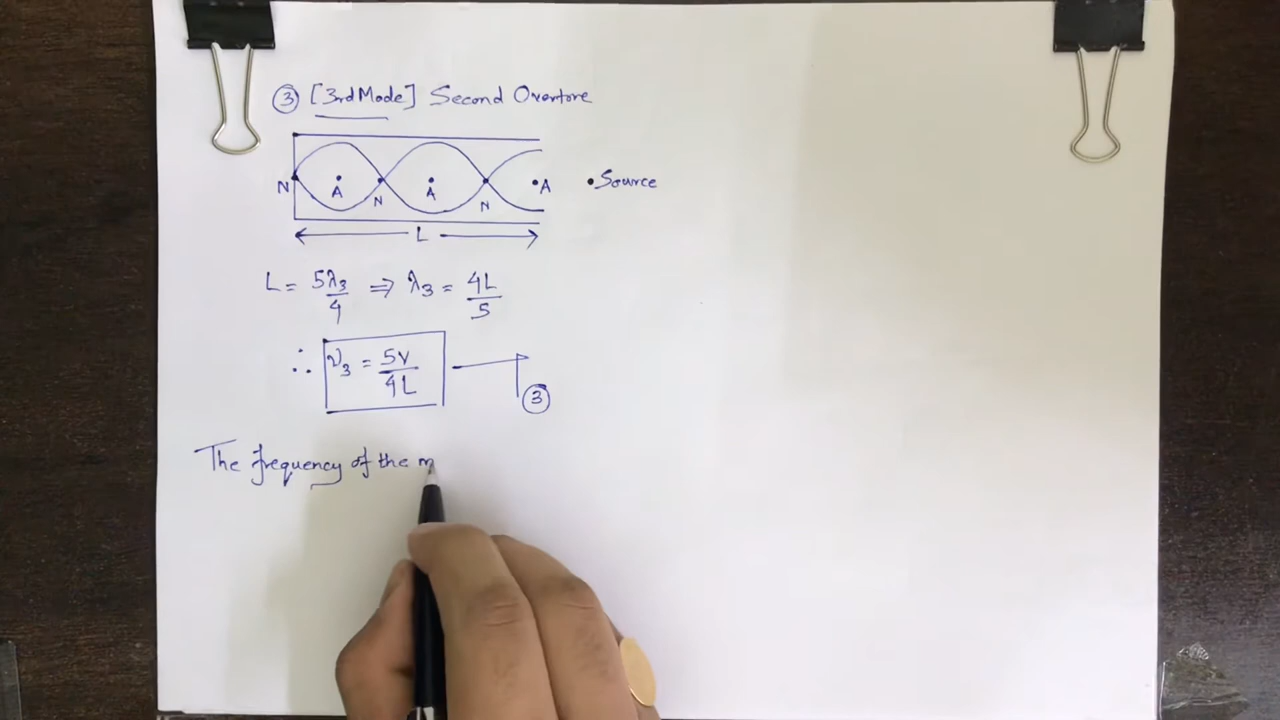 ③ [3rd Mode] Second Overtone
N A N A N A •Source
L
L = 5λ₃/4 ⇒ λ₃ = 4L/5
∴ ν₃ = 5v/4L
③
The frequency of the m